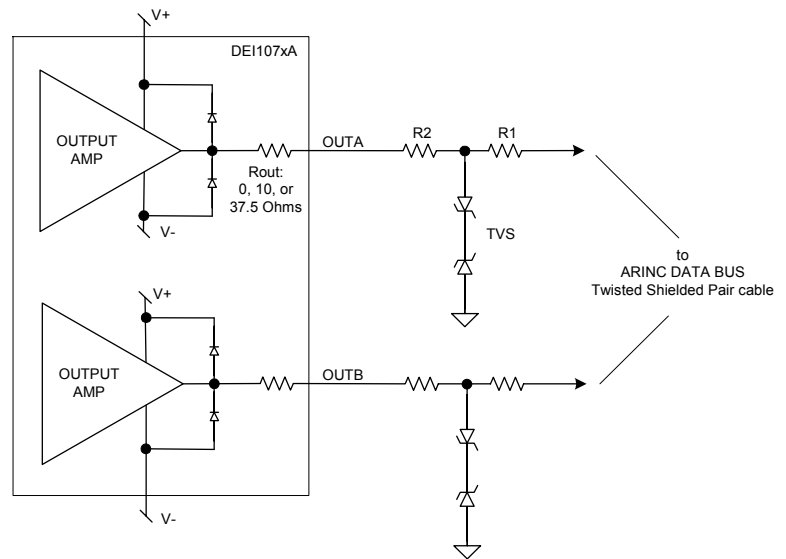 V+
DEI107xA
OUTPUT
AMP
OUTA
R2
R1
Rout:
0, 10, or
37.5 Ohms
V-
TVS
to
ARINC DATA BUS
Twisted Shielded Pair cable
V+
OUTPUT
AMP
OUTB
V-